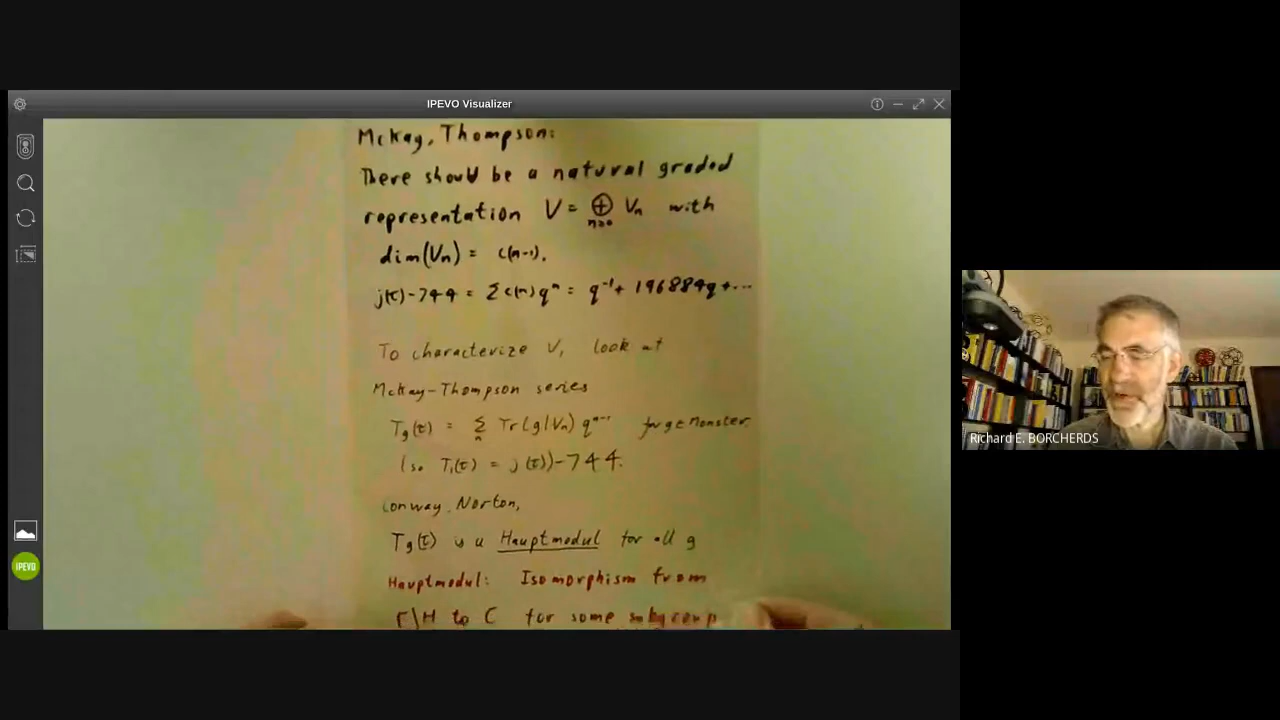 IPEVO Visualizer
McKay, Thompson:
There should be a natural graded
representation V = ⊕ Vn with
n≥0
dim(Vn) = c(n-1).
j(τ)-744 = Σ c(n) qⁿ = q⁻¹ + 196884q + ...
To characterize V, look at
McKay-Thompson series
Tg(τ) = Σ Tr(g|Vn) qⁿ⁻¹ for g ∈ Monster.
n
(so T₁(τ) = j(τ))-744.
Conway, Norton,
Tg(τ) is a Hauptmodul for all g
Hauptmodul: Isomorphism from
Γ\H to C for some subgroup
IPEVO
Richard E. BORCHERDS